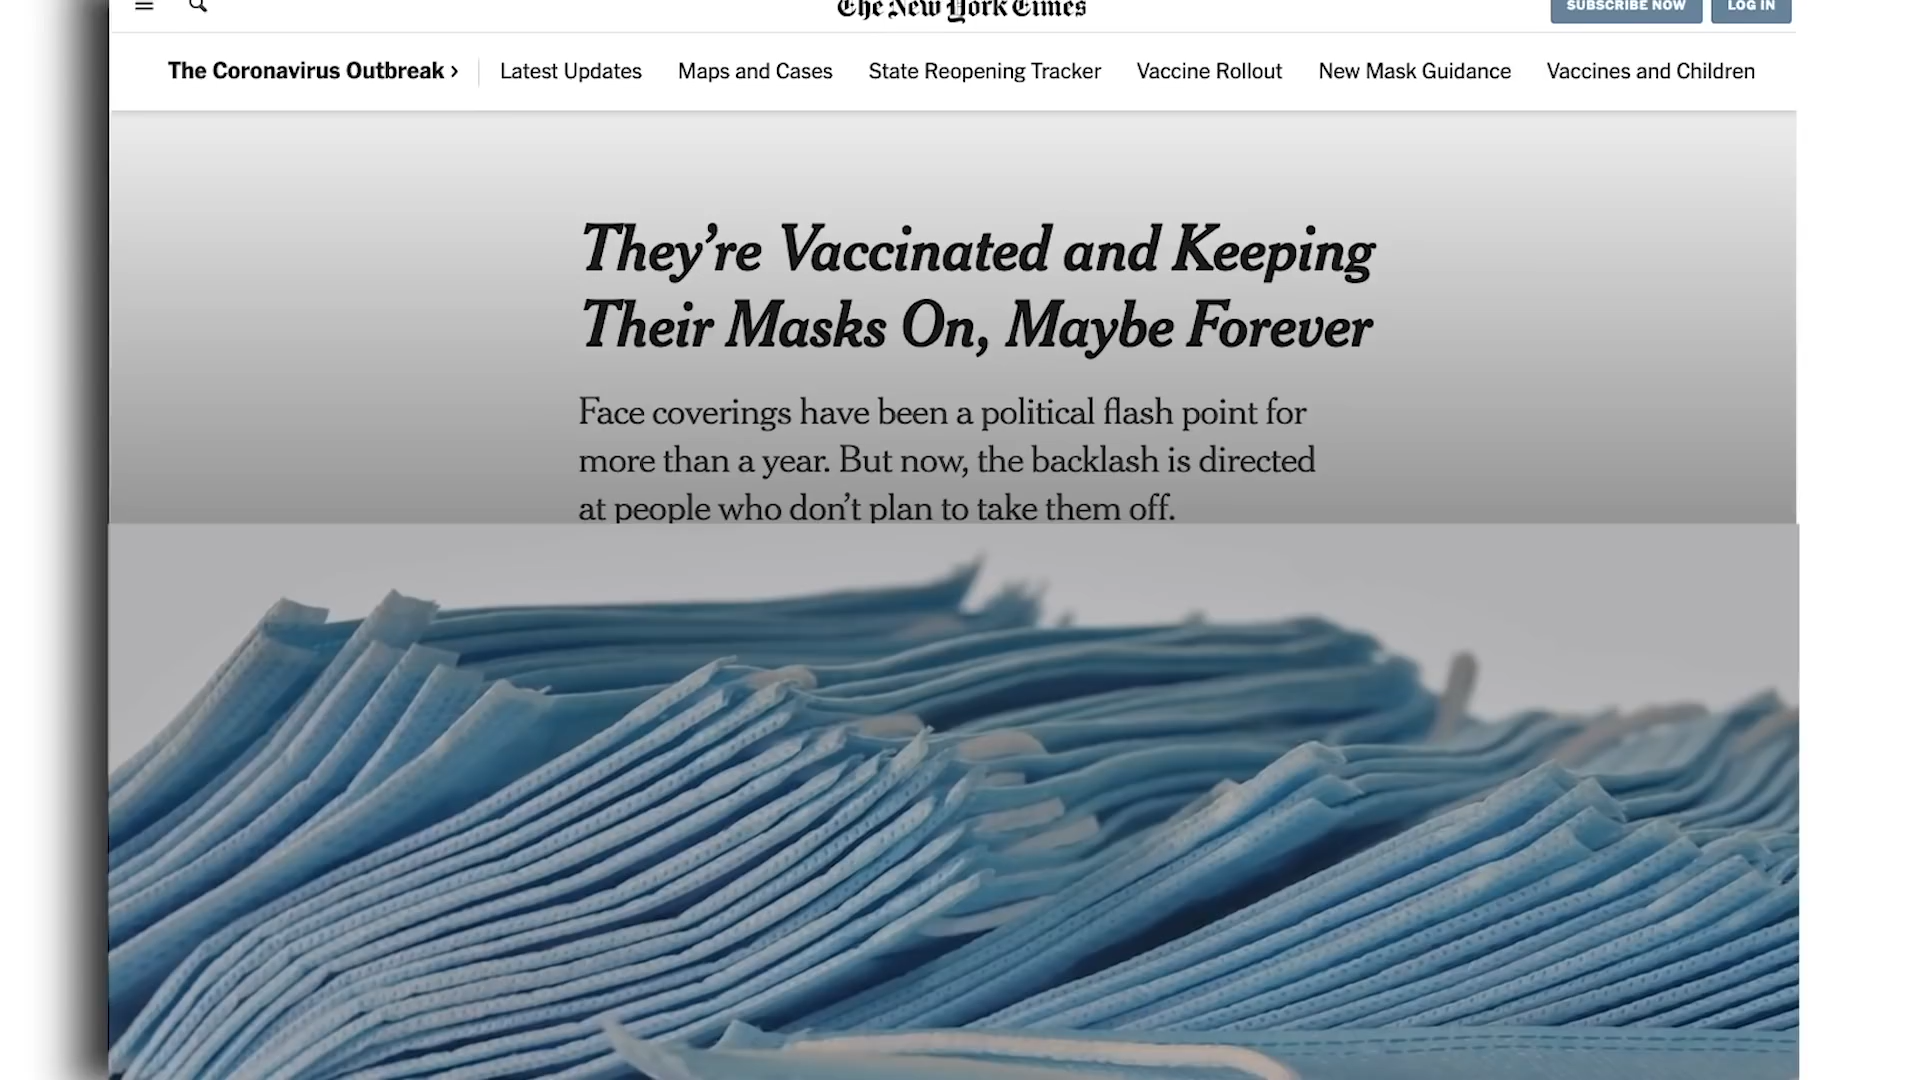 The New York Times
SUBSCRIBE NOW
LOG IN
The Coronavirus Outbreak ›
Latest Updates
Maps and Cases
State Reopening Tracker
Vaccine Rollout
New Mask Guidance
Vaccines and Children
They’re Vaccinated and Keeping
Their Masks On, Maybe Forever
Face coverings have been a political flash point for
more than a year. But now, the backlash is directed
at people who don’t plan to take them off.